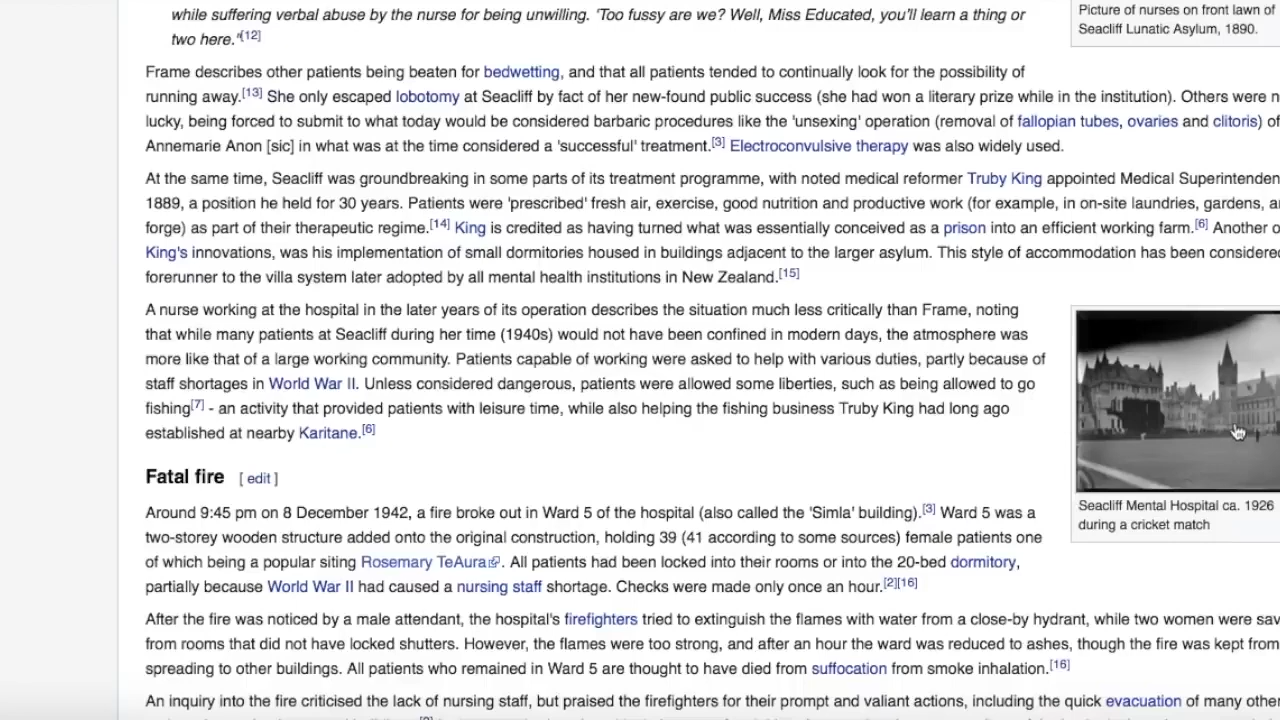 while suffering verbal abuse by the nurse for being unwilling. 'Too fussy are we? Well, Miss Educated, you'll learn a thing or
two here.'"[12]
Picture of nurses on front lawn of
Seacliff Lunatic Asylum, 1890.
Frame describes other patients being beaten for bedwetting, and that all patients tended to continually look for the possibility of
running away.[13] She only escaped lobotomy at Seacliff by fact of her new-found public success (she had won a literary prize while in the institution). Others were n
lucky, being forced to submit to what today would be considered barbaric procedures like the 'unsexing' operation (removal of fallopian tubes, ovaries and clitoris) of
Annemarie Anon [sic] in what was at the time considered a 'successful' treatment.[3] Electroconvulsive therapy was also widely used.
At the same time, Seacliff was groundbreaking in some parts of its treatment programme, with noted medical reformer Truby King appointed Medical Superintenden
1889, a position he held for 30 years. Patients were 'prescribed' fresh air, exercise, good nutrition and productive work (for example, in on-site laundries, gardens, a
forge) as part of their therapeutic regime.[14] King is credited as having turned what was essentially conceived as a prison into an efficient working farm.[6] Another o
King's innovations, was his implementation of small dormitories housed in buildings adjacent to the larger asylum. This style of accommodation has been considere
forerunner to the villa system later adopted by all mental health institutions in New Zealand.[15]
A nurse working at the hospital in the later years of its operation describes the situation much less critically than Frame, noting
that while many patients at Seacliff during her time (1940s) would not have been confined in modern days, the atmosphere was
more like that of a large working community. Patients capable of working were asked to help with various duties, partly because of
staff shortages in World War II. Unless considered dangerous, patients were allowed some liberties, such as being allowed to go
fishing[7] - an activity that provided patients with leisure time, while also helping the fishing business Truby King had long ago
established at nearby Karitane.[6]
Seacliff Mental Hospital ca. 1926
during a cricket match
Fatal fire [ edit ]
Around 9:45 pm on 8 December 1942, a fire broke out in Ward 5 of the hospital (also called the 'Simla' building).[3] Ward 5 was a
two-storey wooden structure added onto the original construction, holding 39 (41 according to some sources) female patients one
of which being a popular siting Rosemary TeAura. All patients had been locked into their rooms or into the 20-bed dormitory,
partially because World War II had caused a nursing staff shortage. Checks were made only once an hour.[2][16]
After the fire was noticed by a male attendant, the hospital's firefighters tried to extinguish the flames with water from a close-by hydrant, while two women were sav
from rooms that did not have locked shutters. However, the flames were too strong, and after an hour the ward was reduced to ashes, though the fire was kept from
spreading to other buildings. All patients who remained in Ward 5 are thought to have died from suffocation from smoke inhalation.[16]
An inquiry into the fire criticised the lack of nursing staff, but praised the firefighters for their prompt and valiant actions, including the quick evacuation of many othe